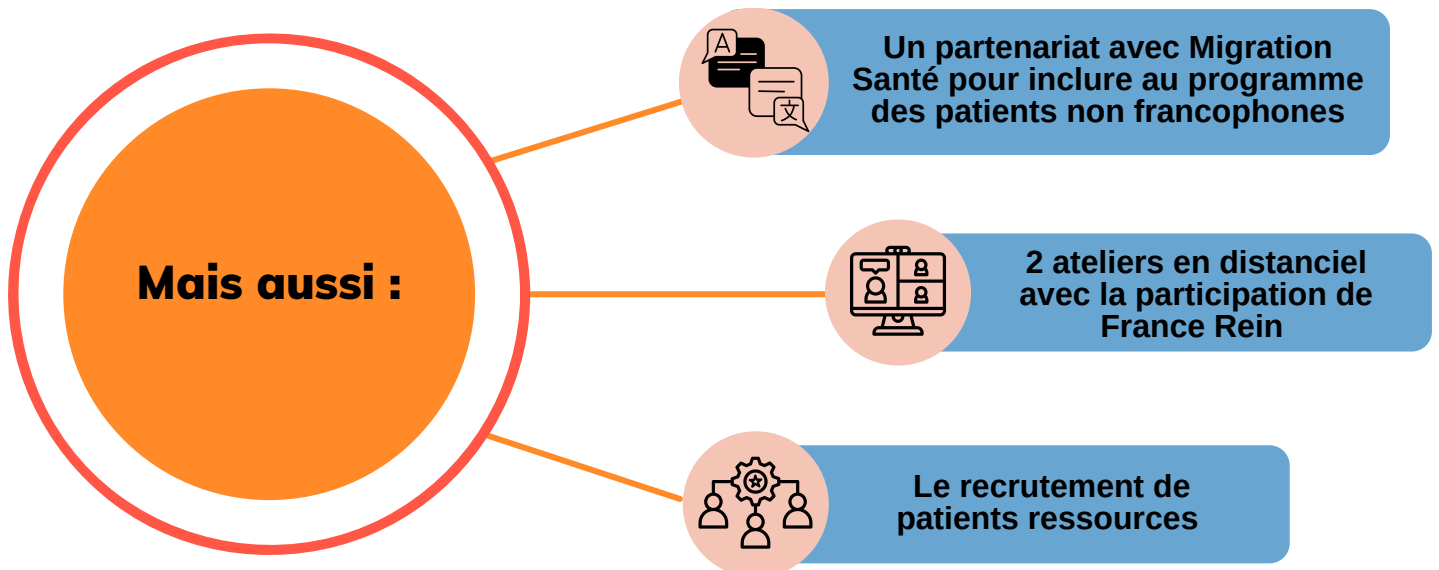 Mais aussi :
A
Un partenariat avec Migration
Santé pour inclure au programme
des patients non francophones
文
2 ateliers en distanciel
avec la participation de
France Rein
Le recrutement de
patients ressources